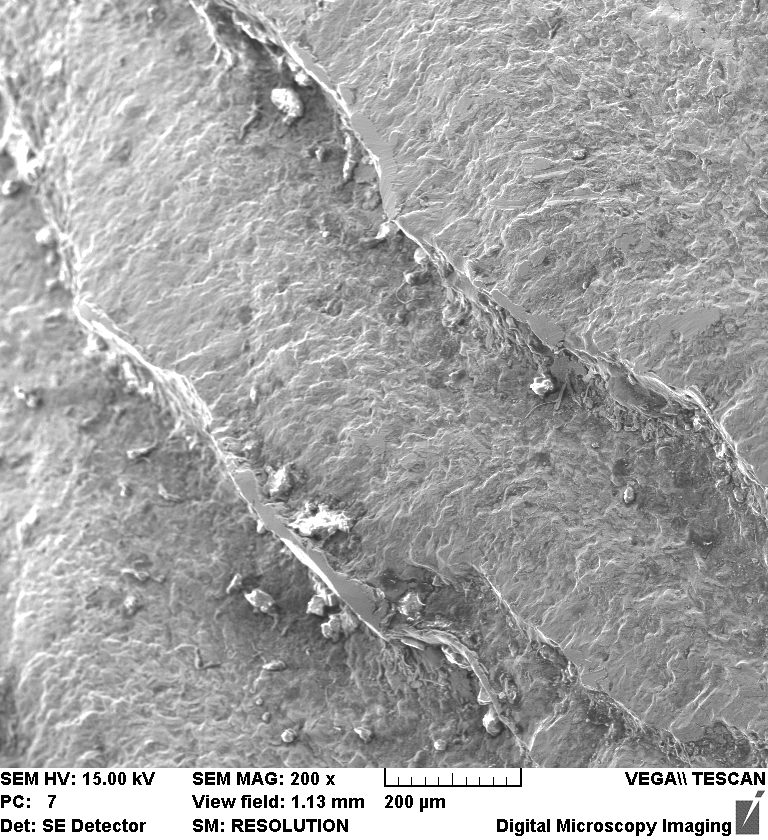 SEM HV: 15.00 kV SEM MAG: 200 x VEGA\\ TESCAN
PC: 7 View field: 1.13 mm 200 µm
Det: SE Detector SM: RESOLUTION Digital Microscopy Imaging